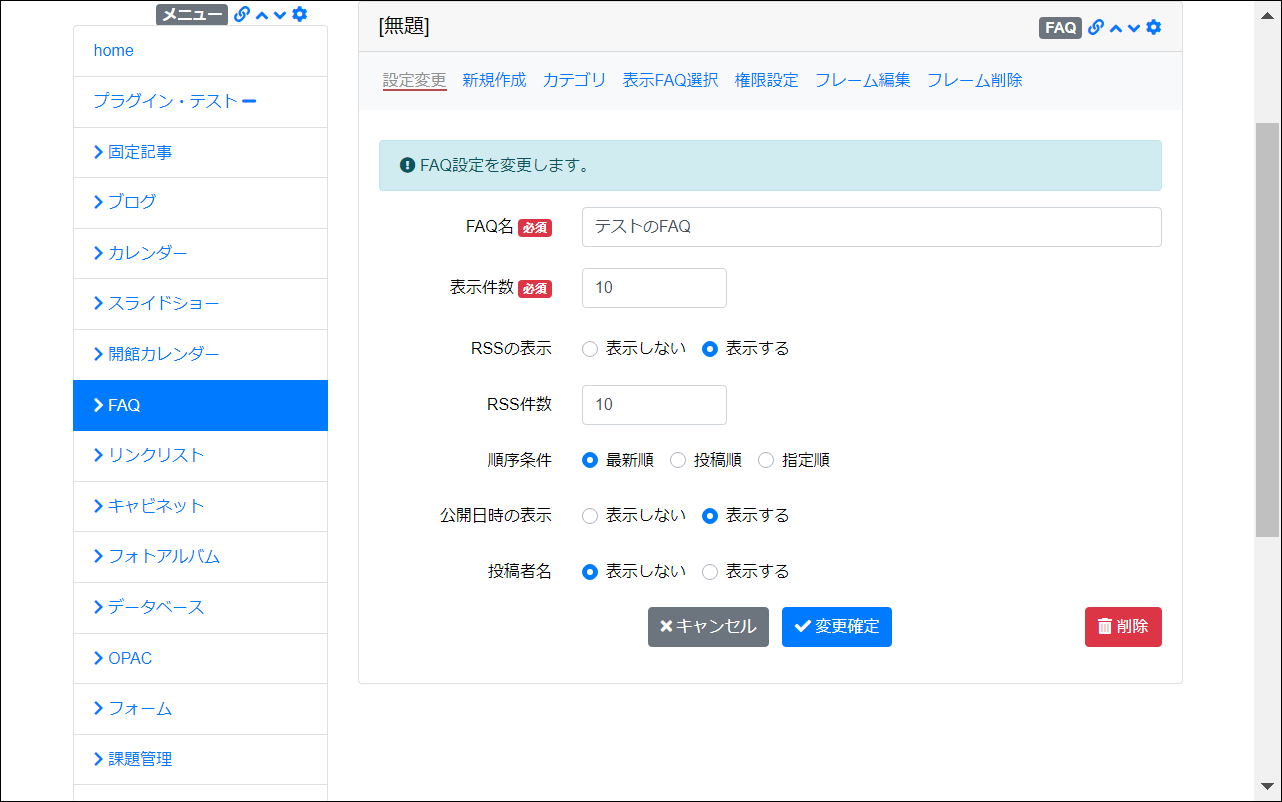 メニュー
home
プラグイン・テスト
固定記事
ブログ
カレンダー
スライドショー
開館カレンダー
FAQ
リンクリスト
キャビネット
フォトアルバム
データベース
OPAC
フォーム
課題管理
[無題]
FAQ
設定変更 新規作成 カテゴリ 表示FAQ選択 権限設定 フレーム編集 フレーム削除
FAQ設定を変更します。
FAQ名 必須 テストのFAQ
表示件数 必須 10
RSSの表示 表示しない 表示する
RSS件数 10
順序条件 最新順 投稿順 指定順
公開日時の表示 表示しない 表示する
投稿者名 表示しない 表示する
キャンセル 変更確定 削除